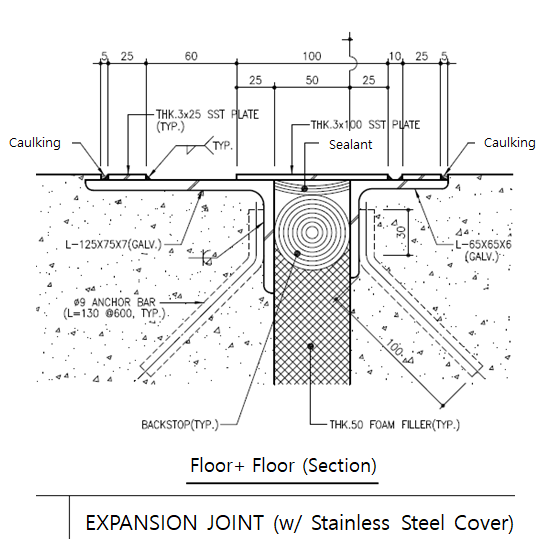 5 25 60 100 10 25 5
25 50 25
THK.3x25 SST PLATE
(TYP.)
TYP.
THK.3x100 SST PLATE
Caulking
Sealant
Caulking
L-125X75X7(GALV.)
30
L-65X65X6
(GALV.)
ø9 ANCHOR BAR
(L=130 @600, TYP.)
100
BACKSTOP(TYP.)
THK.50 FOAM FILLER(TYP.)
Floor+ Floor (Section)
EXPANSION JOINT (w/ Stainless Steel Cover)